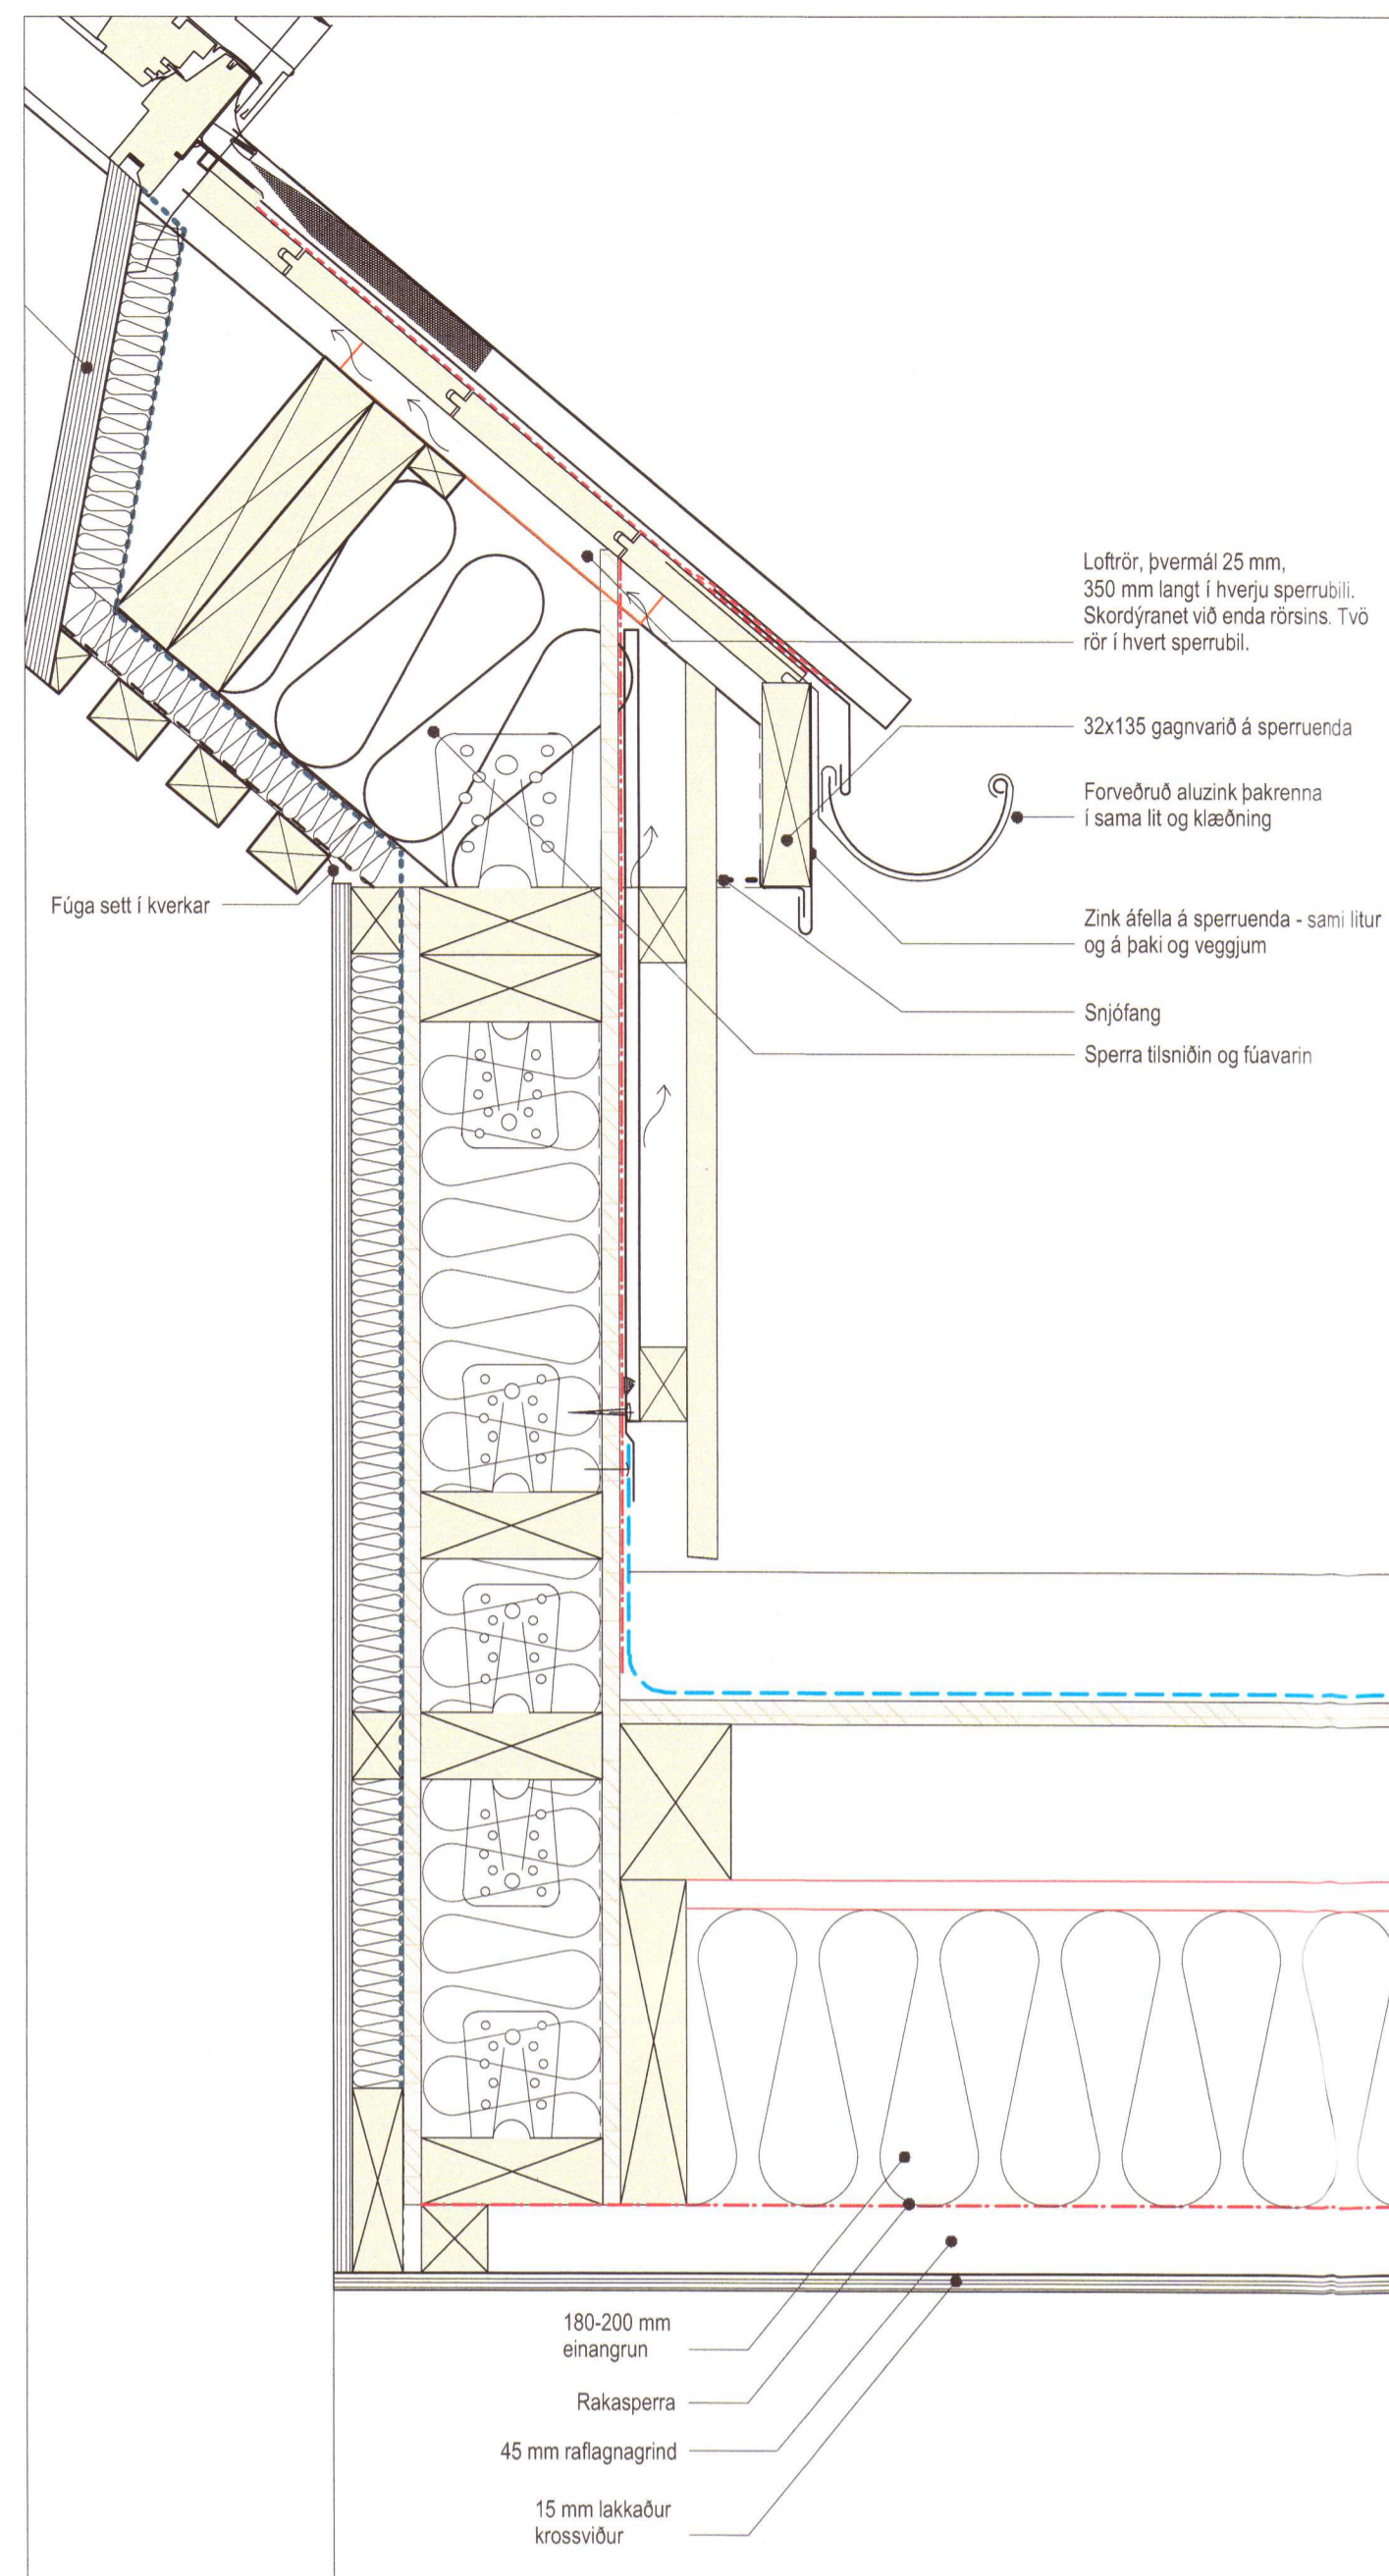 Loftrör, þvermál 25 mm,
350 mm langt í hverju sperrubili.
Skordýranet við enda rörsins. Tvö
rör í hvert sperrubil.
32x135 gagnvarið á sperruenda
Forveðruð aluzink þakrenna
í sama lit og klæðning
Fúga sett í kverkar
Zink áfella á sperruenda - sami litur
og á þaki og veggjum
Snjófang
Sperra tilsniðin og fúavarin
180-200 mm
einangrun
Rakasperra
45 mm raflagnagrind
15 mm lakkaður
krossviður